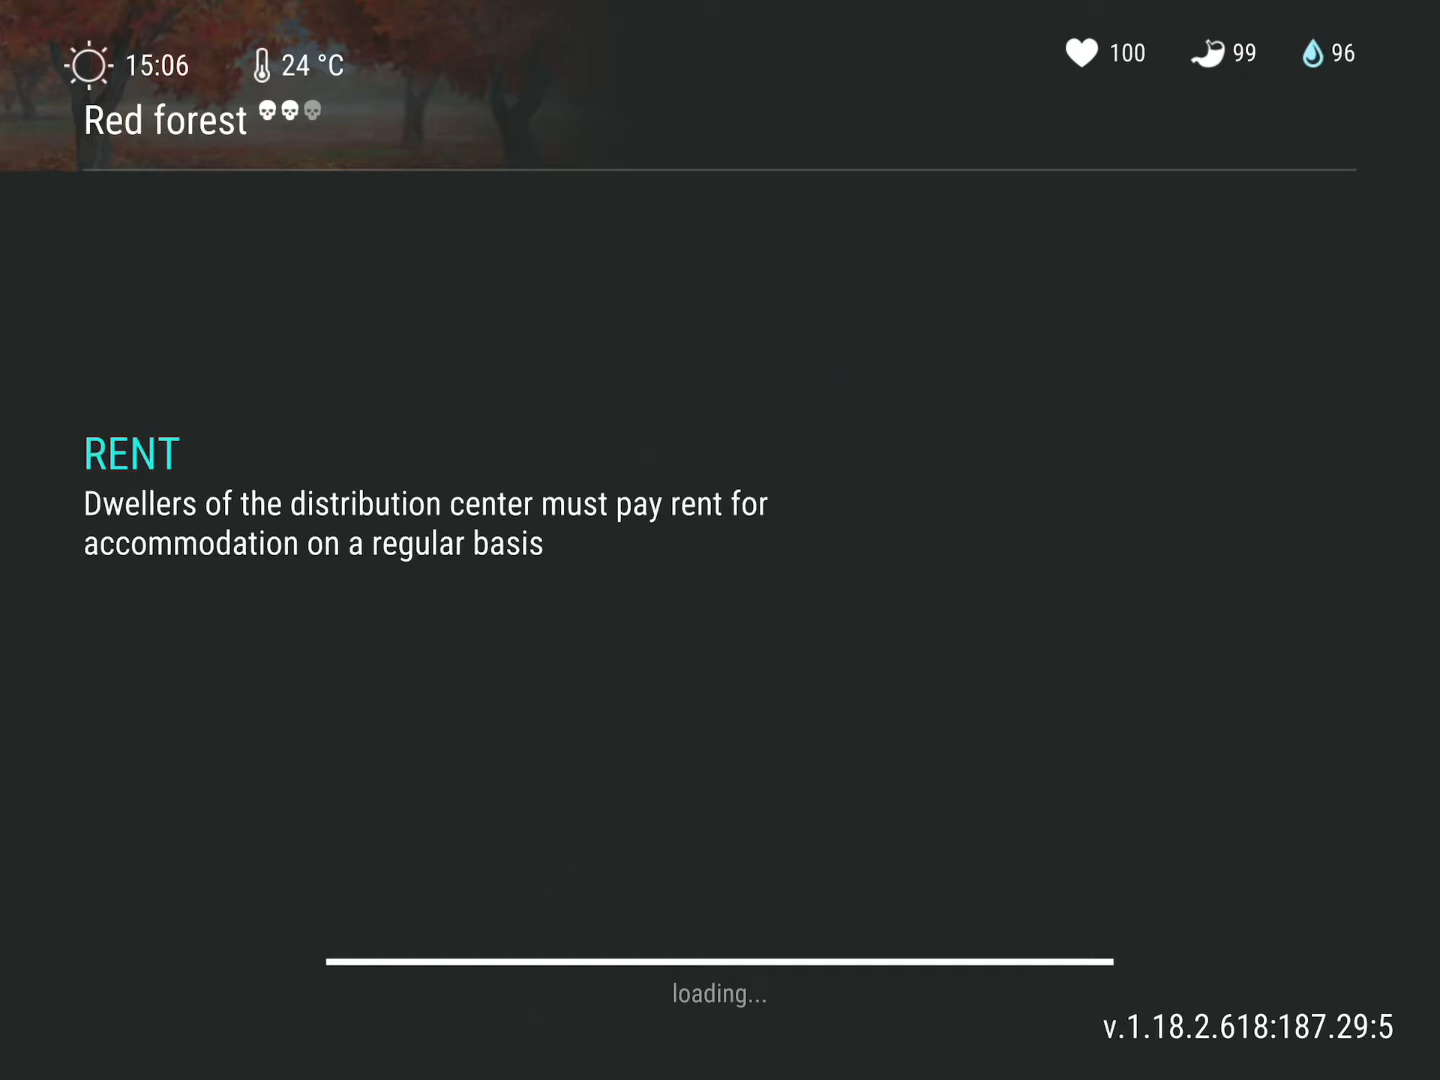 15:06 24 °C 100 99 96
Red forest
RENT
Dwellers of the distribution center must pay rent for
accommodation on a regular basis
loading...
v.1.18.2.618:187.29:5